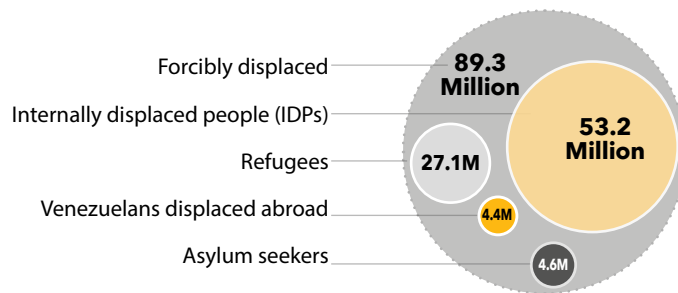 Forcibly displaced
89.3
Million
Internally displaced people (IDPs)
53.2
Million
Refugees
27.1M
Venezuelans displaced abroad
4.4M
Asylum seekers
4.6M